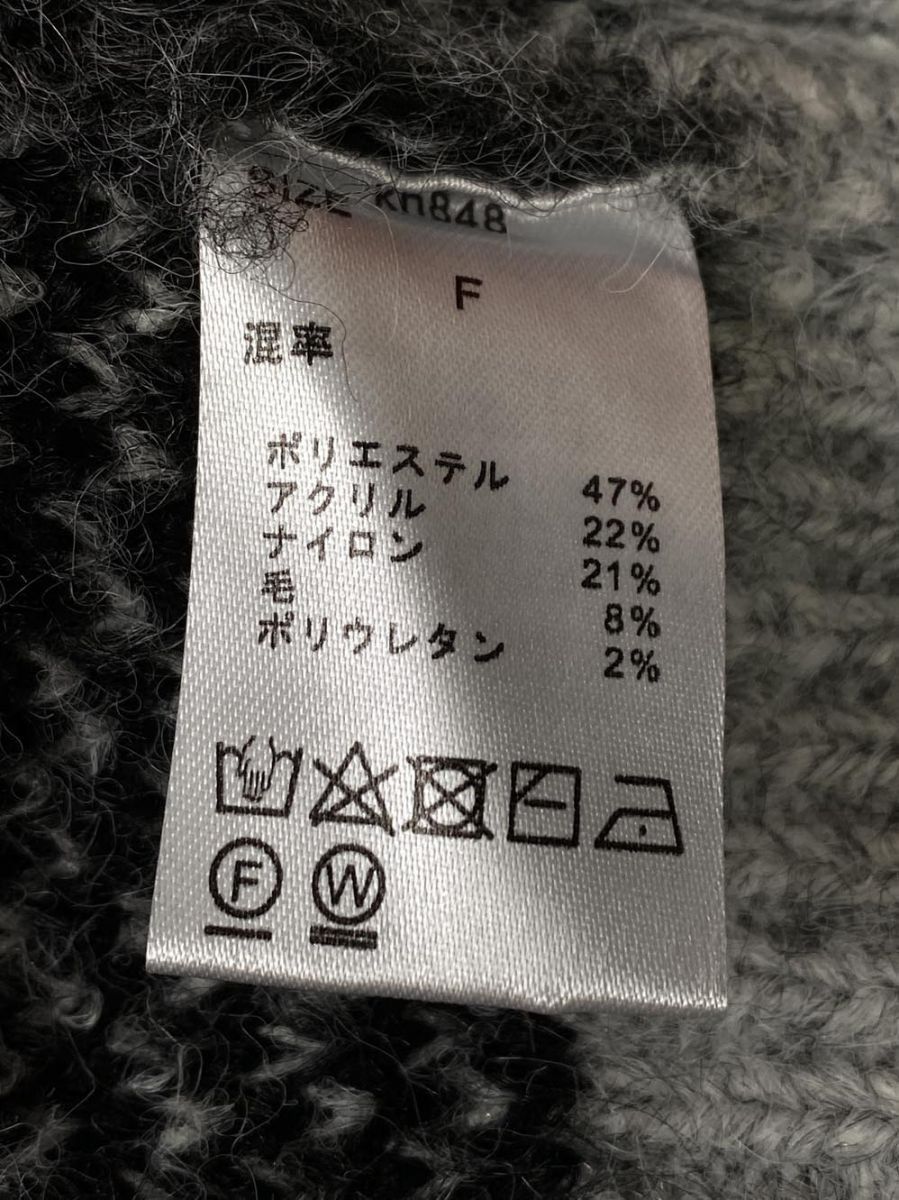 SIZE kn848
F
混率
ポリエステル 47%
アクリル 22%
ナイロン 21%
毛 8%
ポリウレタン 2%
F
W